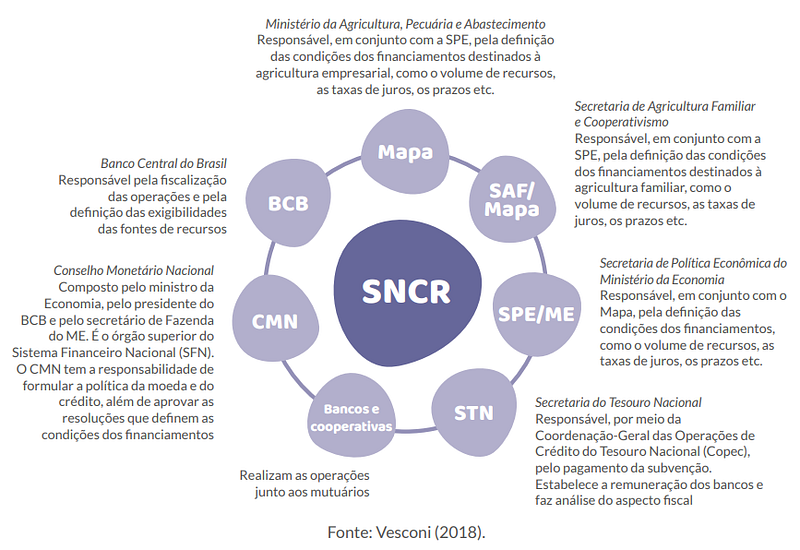 Ministério da Agricultura, Pecuária e Abastecimento
Responsável, em conjunto com a SPE, pela definição
das condições dos financiamentos destinados à
agricultura empresarial, como o volume de recursos,
as taxas de juros, os prazos etc.
Mapa
Secretaria de Agricultura Familiar
e Cooperativismo
Responsável, em conjunto com a
SPE, pela definição das condições
dos financiamentos destinados à
agricultura familiar, como o
volume de recursos, as taxas de
juros, os prazos etc.
SAF/
Mapa
Banco Central do Brasil
Responsável pela fiscalização
das operações e pela
definição das exigibilidades
das fontes de recursos
BCB
SNCR
Secretaria de Política Econômica do
Ministério da Economia
Responsável, em conjunto com o
Mapa, pela definição das
condições dos financiamentos,
como o volume de recursos, as
taxas de juros, os prazos etc.
SPE/ME
Conselho Monetário Nacional
Composto pelo ministro da
Economia, pelo presidente do
BCB e pelo secretário de Fazenda
do ME. É o órgão superior do
Sistema Financeiro Nacional (SFN).
O CMN tem a responsabilidade de
formular a política da moeda e do
crédito, além de aprovar as
resoluções que definem as
condições dos financiamentos
CMN
Bancos e
cooperativas
Realizam as operações
junto aos mutuários
STN
Secretaria do Tesouro Nacional
Responsável, por meio da
Coordenação-Geral das Operações de
Crédito do Tesouro Nacional (Copec),
pelo pagamento da subvenção.
Estabelece a remuneração dos bancos e
faz análise do aspecto fiscal
Fonte: Vesconi (2018).